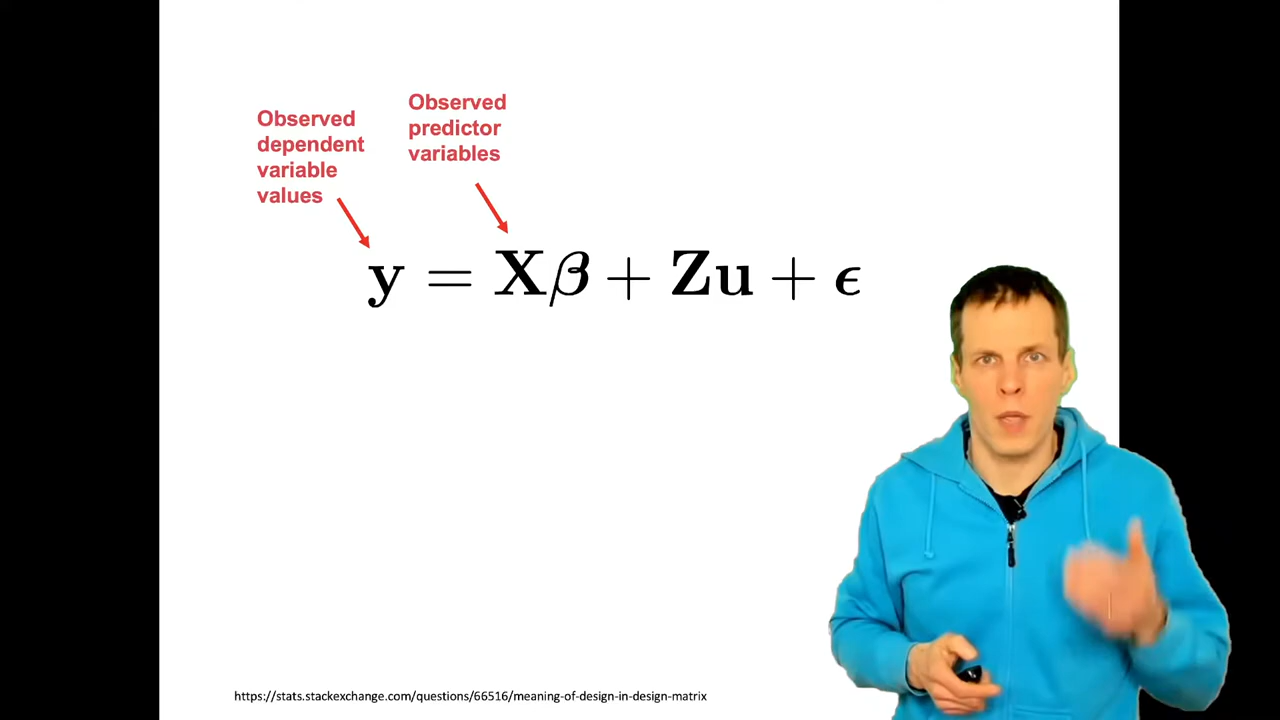 Observed
dependent
variable
values
Observed
predictor
variables
y = Xβ + Zu + ϵ
https://stats.stackexchange.com/questions/66516/meaning-of-design-in-design-matrix